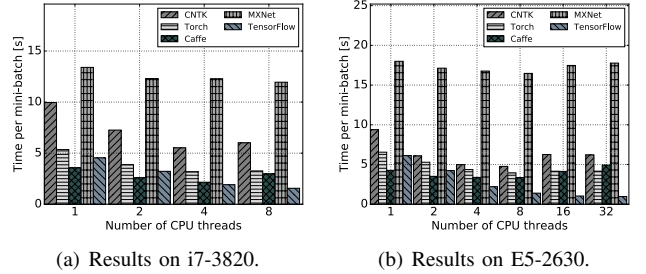 CNTK
Torch
Caffe
MXNet
TensorFlow
Time per mini-batch [s]
15
10
5
0
1 2 4 8
Number of CPU threads
(a) Results on i7-3820.
CNTK
Torch
Caffe
MXNet
TensorFlow
Time per mini-batch [s]
25
20
15
10
5
0
1 2 4 8 16 32
Number of CPU threads
(b) Results on E5-2630.